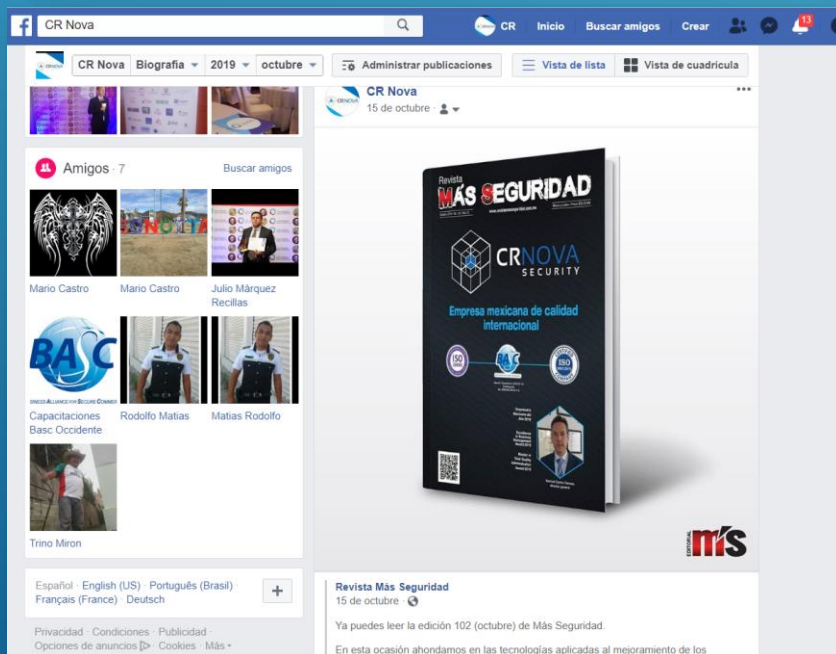 CR Nova
CR Inicio Buscar amigos Crear 13
CR Nova Biografía 2019 octubre Administrar publicaciones Vista de lista Vista de cuadrícula
Amigos · 7 Buscar amigos
Mario Castro
Mario Castro
Julio Márquez
Recillas
BASC
Capacitaciones
Basc Occidente
Rodolfo Matias
Matias Rodolfo
Trino Miron
Español · English (US) · Português (Brasil) ·
Français (France) · Deutsch
Privacidad · Condiciones · Publicidad ·
Opciones de anuncios · Cookies · Más
CR Nova
15 de octubre ·
Revista
MÁS SEGURIDAD
CRNOVA
SECURITY
Empresa mexicana de calidad
internacional
ISO
BASC
ISO
EDITORIAL
más
Revista Más Seguridad
15 de octubre ·
Ya puedes leer la edición 102 (octubre) de Más Seguridad.
En esta ocasión ahondamos en las tecnologías aplicadas al mejoramiento de los